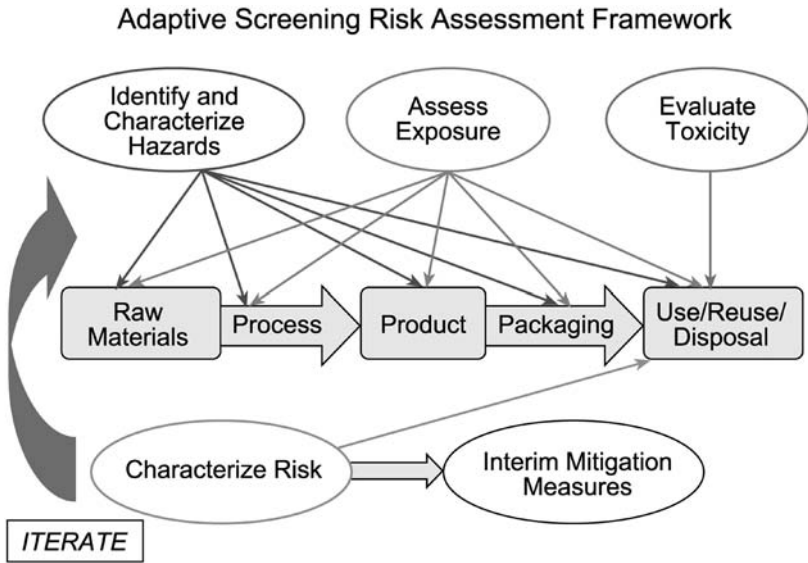 Adaptive Screening Risk Assessment Framework
Identify and
Characterize
Hazards
Assess
Exposure
Evaluate
Toxicity
Raw
Materials
Process
Product
Packaging
Use/Reuse/
Disposal
Characterize Risk
Interim Mitigation
Measures
ITERATE